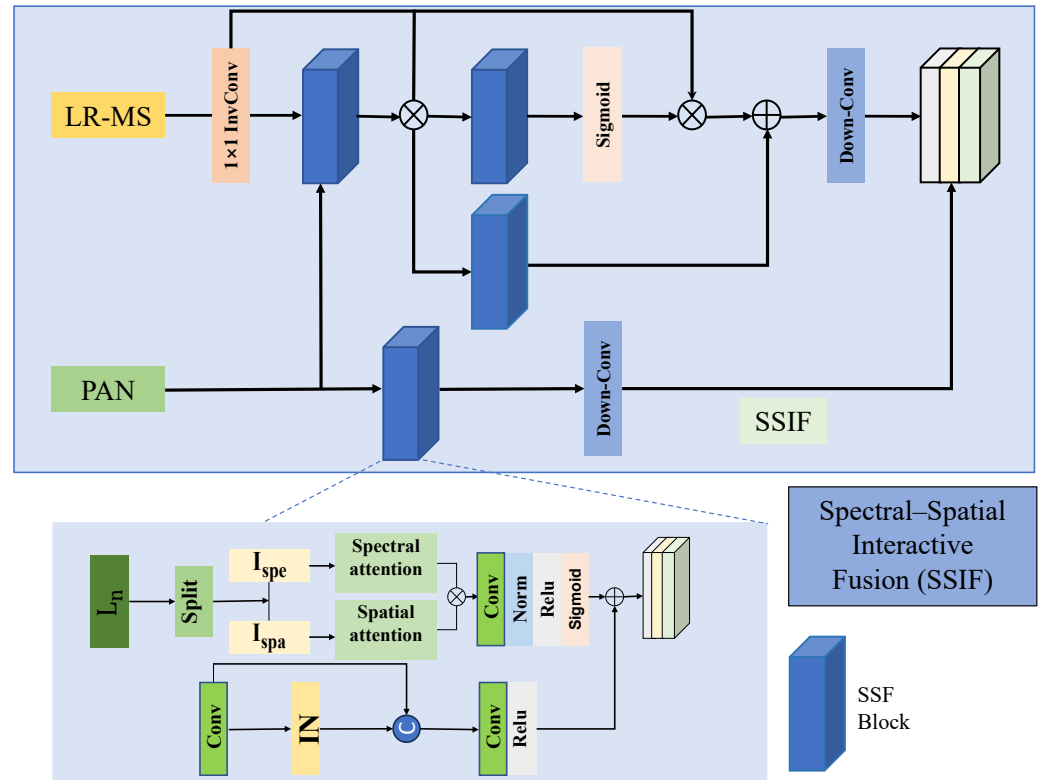 LR-MS
1×1 InvConv
Sigmoid
Down-Conv
PAN
Down-Conv
SSIF
Spectral–Spatial
Interactive
Fusion (SSIF)
Ln
Split
Ispe
Ispa
Spectral
attention
Spatial
attention
Conv
Norm
Relu
Sigmoid
Conv
IN
C
Conv
Relu
SSF
Block